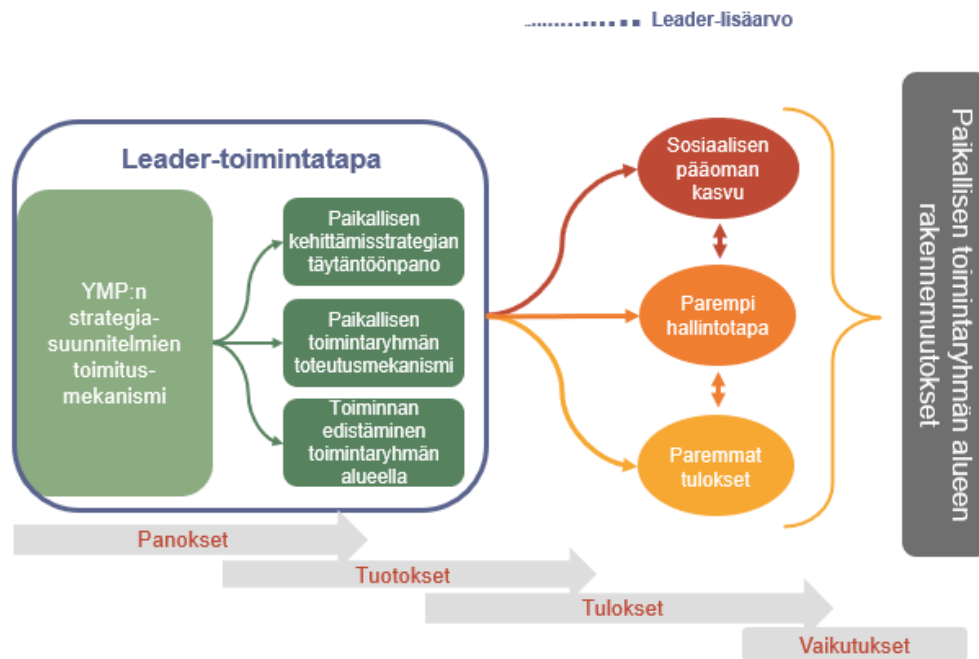 Leader-lisäarvo
Leader-toimintatapa
YMP:n
strategia-
suunnitelmien
toimitus-
mekanismi
Paikallisen
kehittämisstrategian
täytäntöönpano
Paikallisen
toimintaryhmän
toteutusmekanismi
Toiminnan
edistäminen
toimintaryhmän
alueella
Sosiaalisen
pääoman
kasvu
Parempi
hallintotapa
Paremmat
tulokset
Paikallisen toimintaryhmän alueen
rakennemuutokset
Panokset
Tuotokset
Tulokset
Vaikutukset